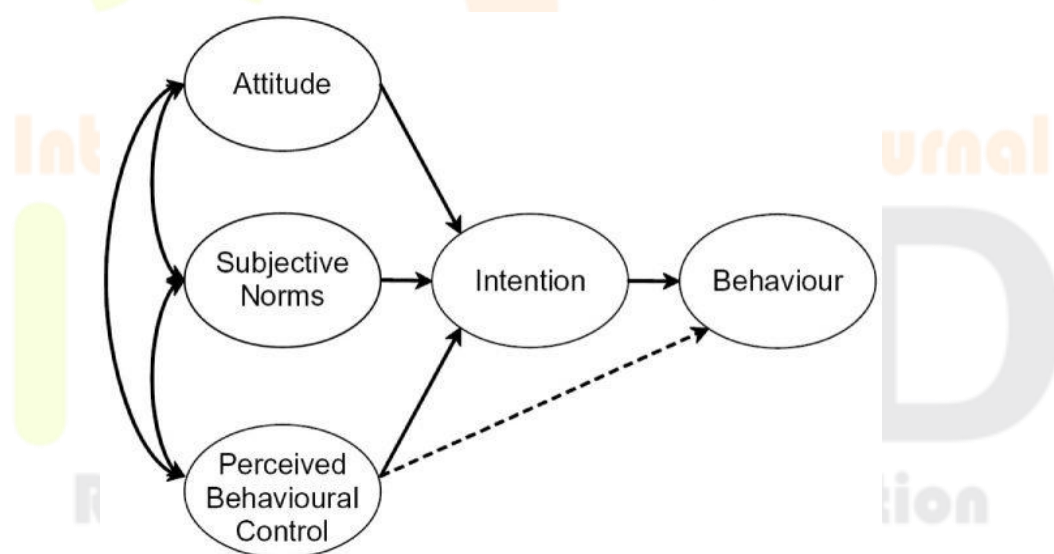 Attitude
Subjective
Norms
Intention
Behaviour
Perceived
Behavioural
Control